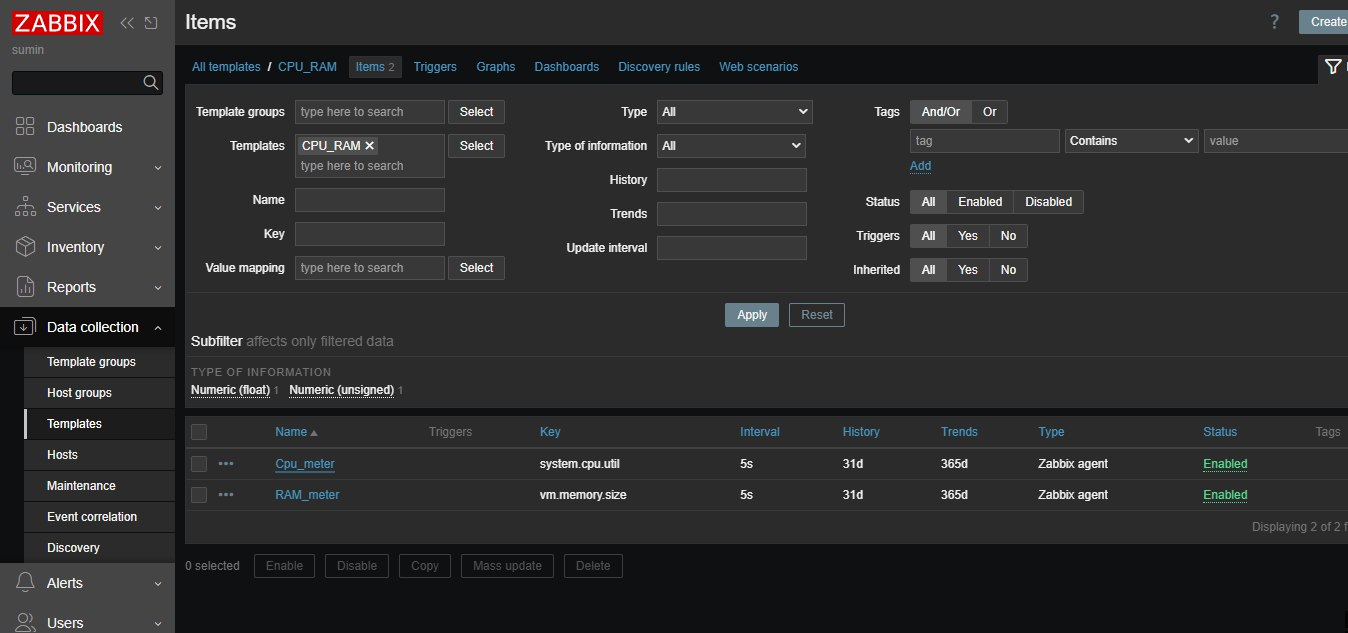 ZABBIX
sumin
Dashboards
Monitoring
Services
Inventory
Reports
Data collection
Template groups
Host groups
Templates
Hosts
Maintenance
Event correlation
Discovery
Alerts
Users
Items
?
Create
All templates / CPU_RAM Items 2 Triggers Graphs Dashboards Discovery rules Web scenarios
Template groups type here to search Select
Templates CPU_RAM ✕ Select
type here to search
Name
Key
Value mapping type here to search Select
Type All
Type of information All
History
Trends
Update interval
Tags And/Or Or
tag Contains value
Add
Status All Enabled Disabled
Triggers All Yes No
Inherited All Yes No
Apply Reset
Subfilter affects only filtered data
TYPE OF INFORMATION
Numeric (float) 1 Numeric (unsigned) 1
Name Triggers Key Interval History Trends Type Status Tags
Cpu_meter system.cpu.util 5s 31d 365d Zabbix agent Enabled
RAM_meter vm.memory.size 5s 31d 365d Zabbix agent Enabled
Displaying 2 of 2 f
0 selected Enable Disable Copy Mass update Delete